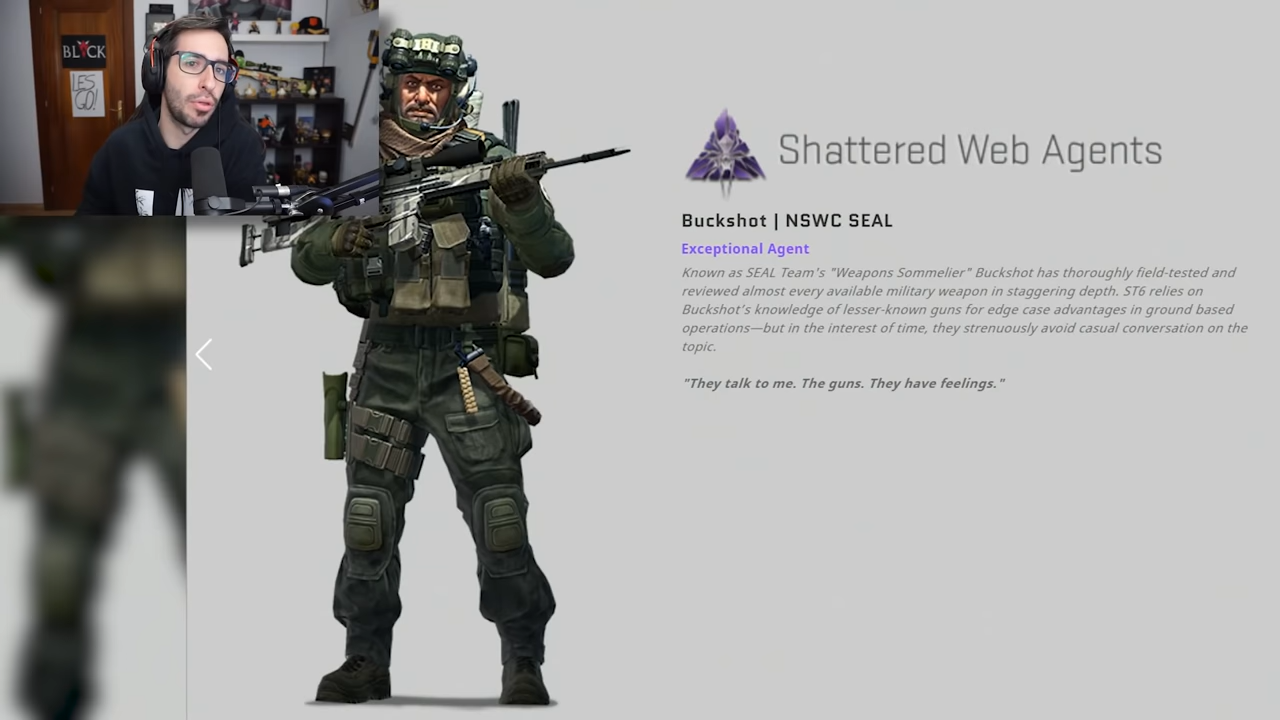 BLACK
LES
GO!
Shattered Web Agents
Buckshot | NSWC SEAL
Exceptional Agent
Known as SEAL Team's "Weapons Sommelier" Buckshot has thoroughly field-tested and
reviewed almost every available military weapon in staggering depth. ST6 relies on
Buckshot's knowledge of lesser-known guns for edge case advantages in ground based
operations—but in the interest of time, they strenuously avoid casual conversation on the
topic.
"They talk to me. The guns. They have feelings."